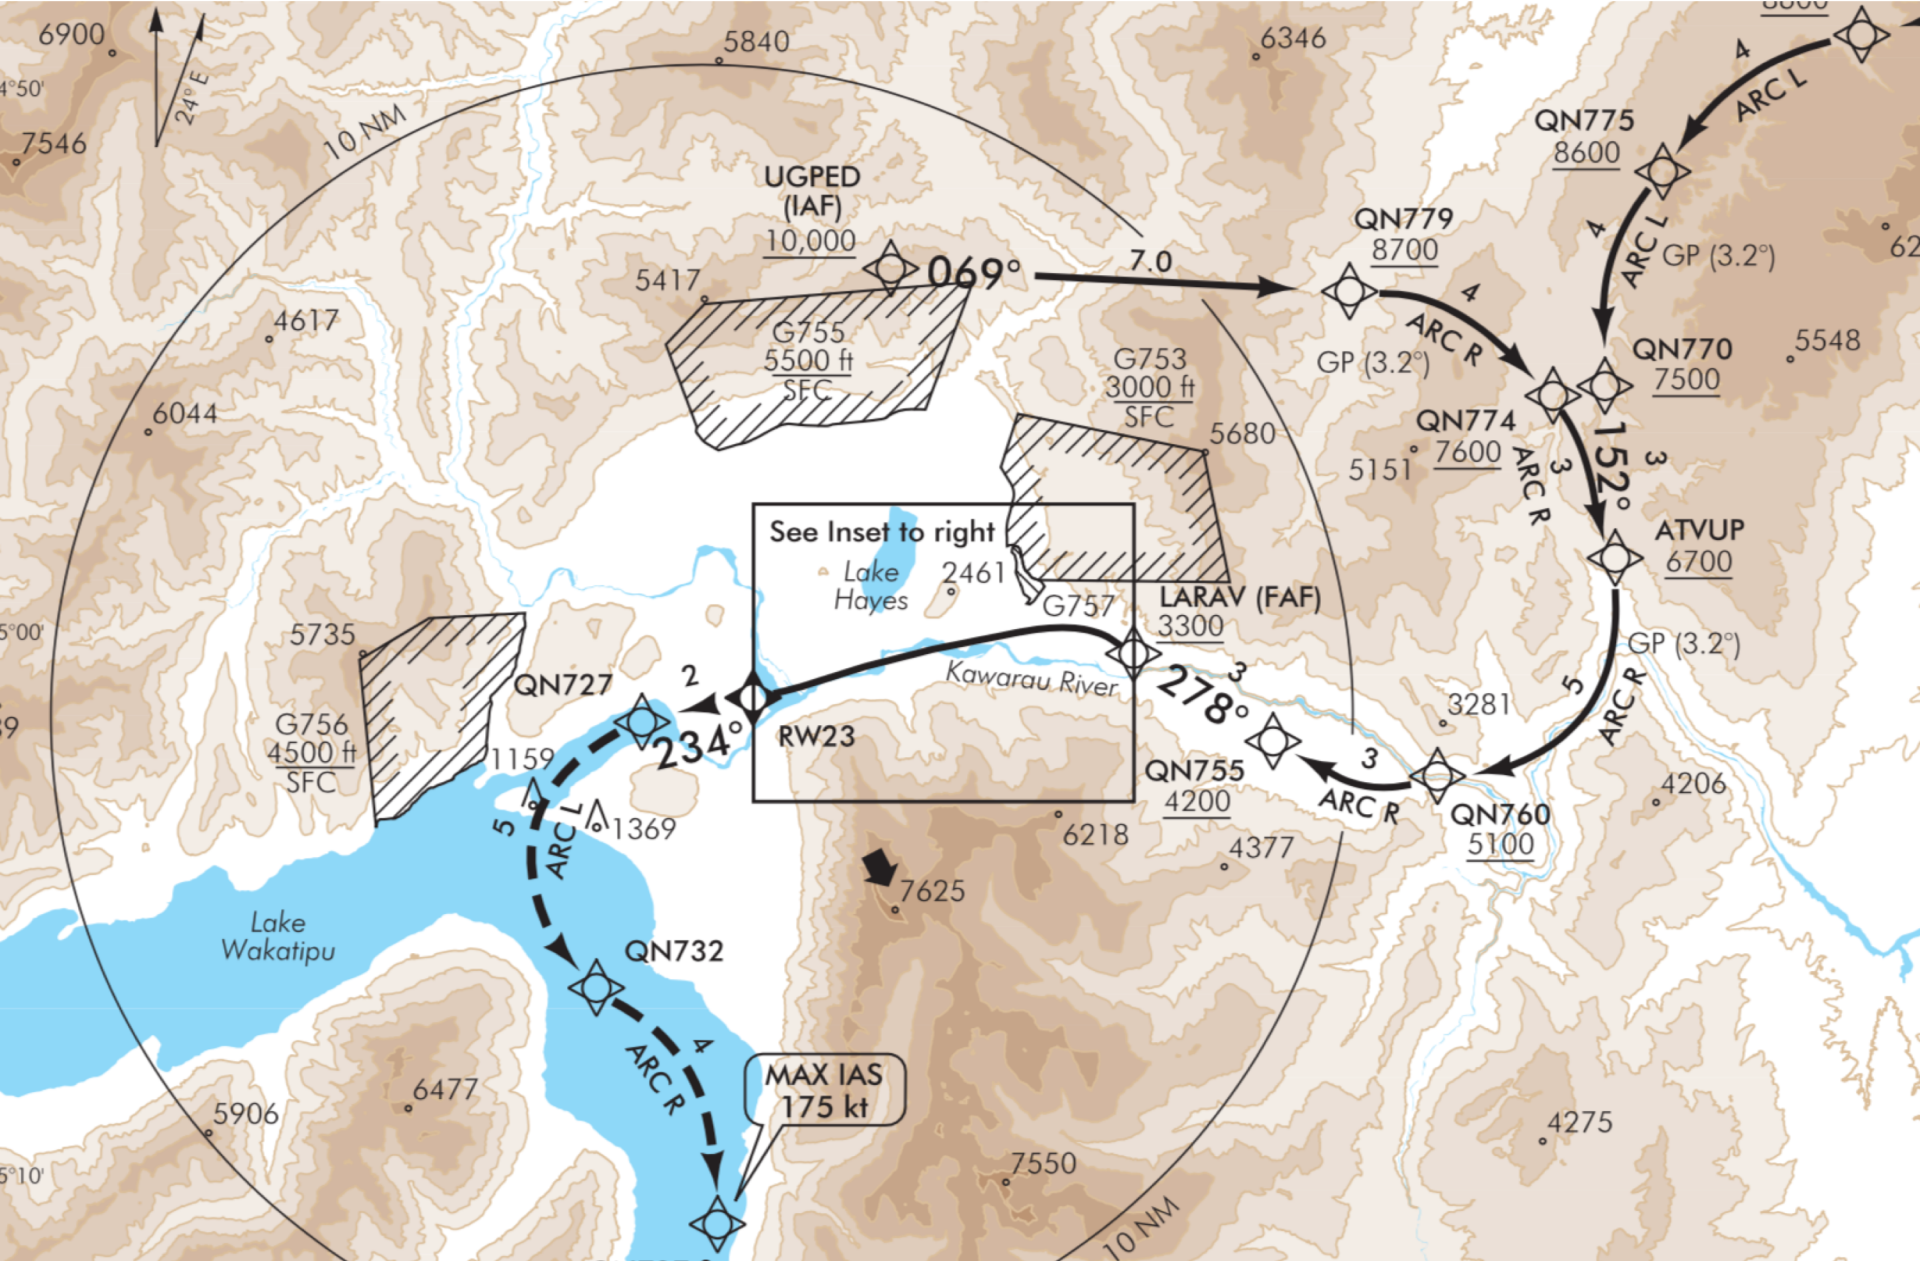 6900
5840
6346
8800
4
ARC L
4°50'
24° E
10 NM
7546
QN775
8600
UGPED
(IAF)
10,000
069°
7.0
QN779
8700
4
ARC L
GP (3.2°)
62
5417
4
ARC R
4617
G755
5500 ft
SFC
G753
3000 ft
SFC
GP (3.2°)
QN770
7500
5548
6044
5680
5151
QN774
7600
ARC R
3
152°
3
See Inset to right
ATVUP
6700
Lake
Hayes
2461
G757
LARAV (FAF)
3300
5°00'
5735
GP (3.2°)
QN727
2
234°
RW23
Kawarau River
278°
3
5
ARC R
3281
G756
4500 ft
SFC
39
1159
QN755
4200
3
ARC R
QN760
5100
4206
5
ARC L
1369
6218
4377
7625
Lake
Wakatipu
QN732
4
ARC R
MAX IAS
175 kt
6477
5906
4275
7550
5°10'
10 NM